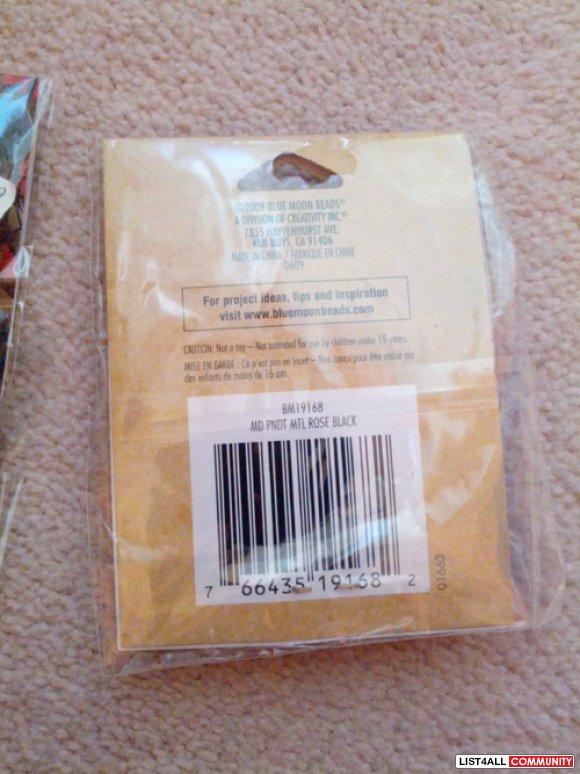 ©2009 BLUE MOON BEADS®
A DIVISION OF CREATIVITY INC.®
7855 HAYVENHURST AVE.
VAN NUYS, CA 91406
MADE IN CHINA / FABRIQUÉ EN CHINE
0609
For project ideas, tips and inspiration
visit www.bluemoonbeads.com
CAUTION: Not a toy – Not intended for use by children under 15 years.
MISE EN GARDE : Ce n'est pas un jouet – Non conçu pour être utilisé par
des enfants de moins de 15 ans.
BM19168
MD PNDT MTL ROSE BLACK
7 66435 19168 2
01663
LIST4ALL COMMUNITY